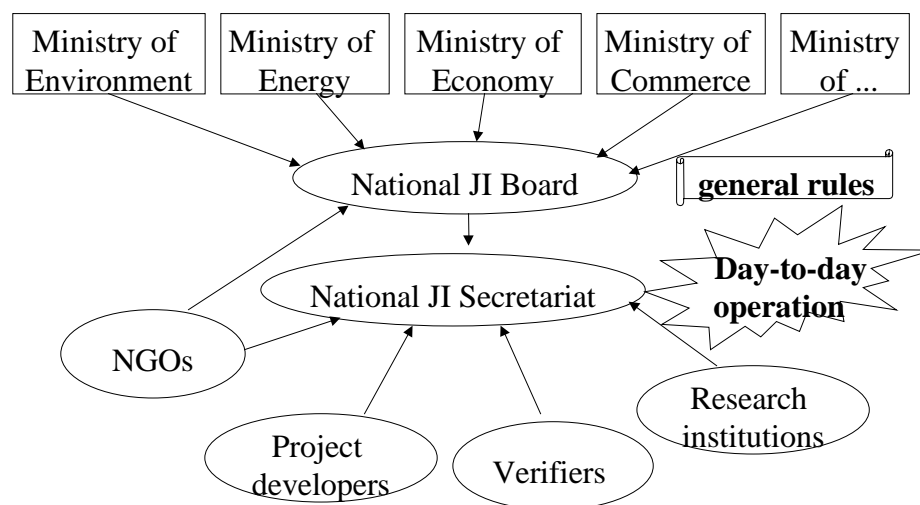 Ministry of
Environment
Ministry of
Energy
Ministry of
Economy
Ministry of
Commerce
Ministry
of ...
National JI Board
general rules
Day-to-day
operation
National JI Secretariat
NGOs
Research
institutions
Project
developers
Verifiers